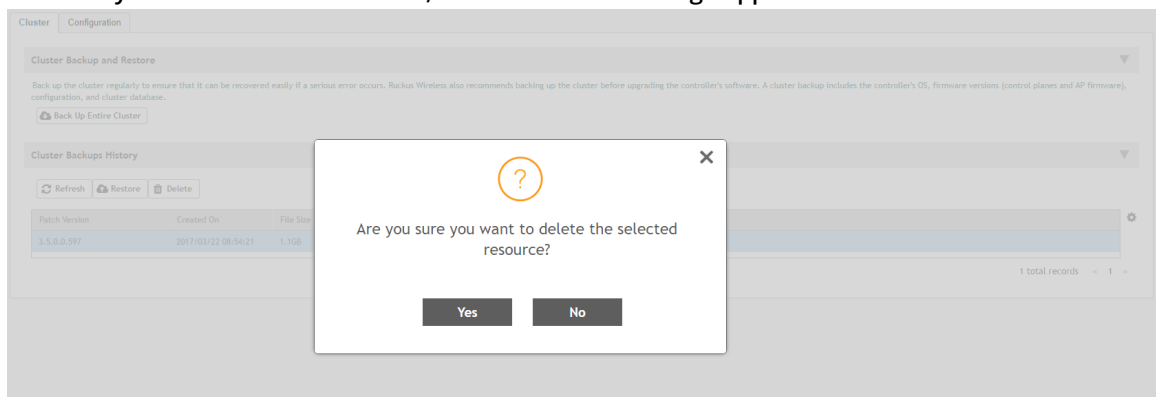 Cluster Configuration
Cluster Backup and Restore
Back up the cluster regularly to ensure that it can be recovered easily if a serious error occurs. Ruckus Wireless also recommends backing up the cluster before upgrading the controller's software. A cluster backup includes the controller's OS, firmware versions (control planes and AP firmware),
configuration, and cluster database.
Back Up Entire Cluster
Cluster Backups History
Refresh Restore Delete
Patch Version Created On File Size
3.5.0.0.597 2017/03/22 08:54:21 1.1GB
1 total records 1
?
Are you sure you want to delete the selected
resource?
Yes No